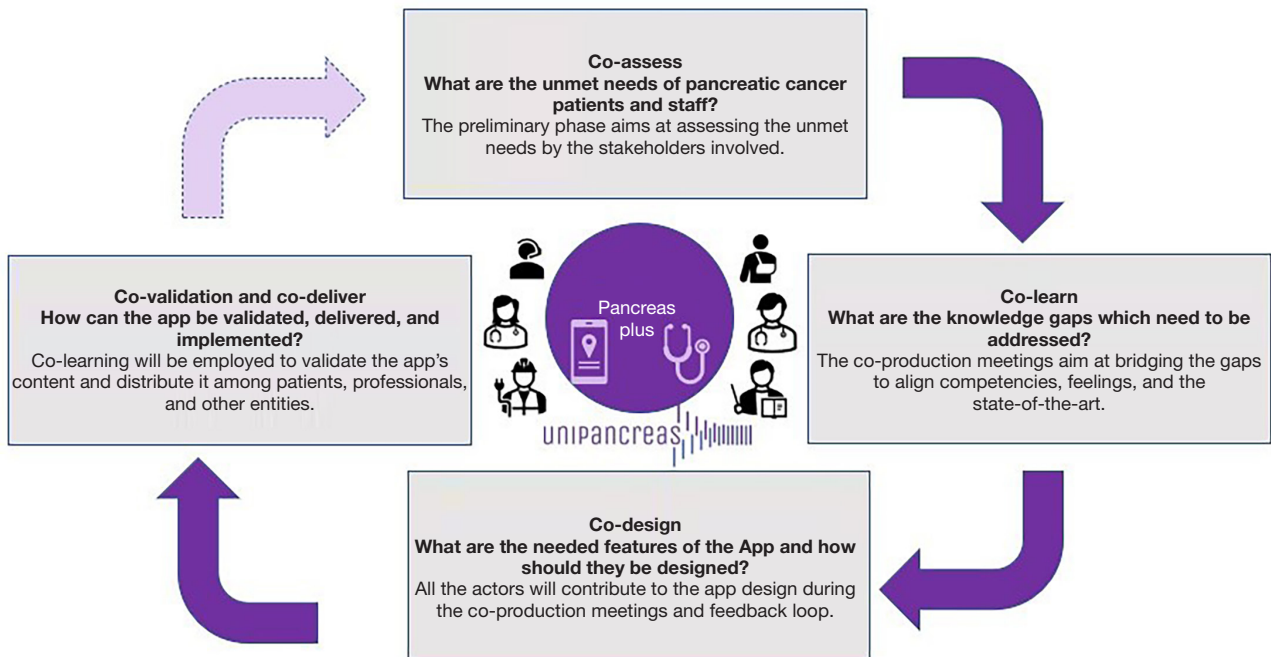 Co-assess
What are the unmet needs of pancreatic cancer
patients and staff?
The preliminary phase aims at assessing the unmet
needs by the stakeholders involved.
Co-validation and co-deliver
How can the app be validated, delivered, and
implemented?
Co-learning will be employed to validate the app's
content and distribute it among patients, professionals,
and other entities.
Pancreas
plus
UNIPANCREAS
Co-learn
What are the knowledge gaps which need to be
addressed?
The co-production meetings aim at bridging the gaps
to align competencies, feelings, and the
state-of-the-art.
Co-design
What are the needed features of the App and how
should they be designed?
All the actors will contribute to the app design during
the co-production meetings and feedback loop.